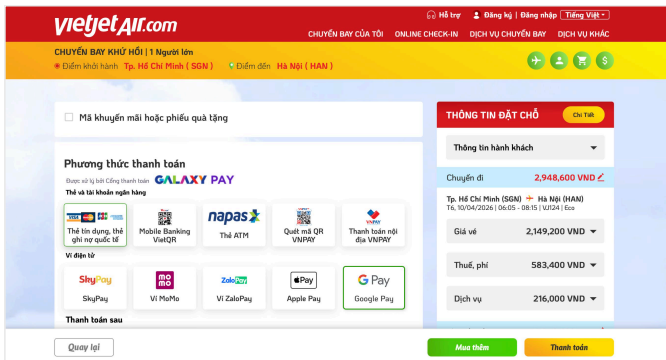 vietjetAir.com
Hỗ trợ
Đăng ký | Đăng nhập
Tiếng Việt
CHUYẾN BAY CỦA TÔI
ONLINE CHECK-IN
DỊCH VỤ CHUYẾN BAY
DỊCH VỤ KHÁC
CHUYẾN BAY KHỨ HỒI | 1 Người lớn
Điểm khởi hành Tp. Hồ Chí Minh ( SGN )
Điểm đến Hà Nội ( HAN )
Mã khuyến mãi hoặc phiếu quà tặng
Phương thức thanh toán
Được xử lý bởi Cổng thanh toán GALAXY PAY
Thẻ và tài khoản ngân hàng
VISA
JCB
Thẻ tín dụng, thẻ
ghi nợ quốc tế
Mobile Banking
VietQR
napas
Thẻ ATM
Quét mã QR
VNPAY
VNPAY
Thanh toán nội
địa VNPAY
Ví điện tử
SkyPay
SkyPay
mo
mo
Ví MoMo
ZaloPay
Ví ZaloPay
Pay
Apple Pay
G Pay
Google Pay
Thanh toán sau
THÔNG TIN ĐẶT CHỖ
Chi Tiết
Thông tin hành khách
Chuyến đi
2,948,600 VND
Tp. Hồ Chí Minh (SGN) Hà Nội (HAN)
T6, 10/04/2026 | 06:05 - 08:15 | VJ124 | Eco
Giá vé
2,149,200 VND
Thuế, phí
583,400 VND
Dịch vụ
216,000 VND
Quay lại
Mua thêm
Thanh toán